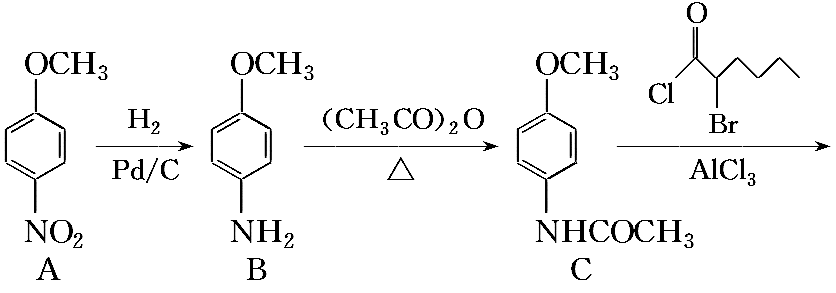 OCH₃
NO₂
A
H₂
Pd/C
OCH₃
NH₂
B
(CH₃CO)₂O
△
OCH₃
NHCOCH₃
C
O
Cl
Br
AlCl₃